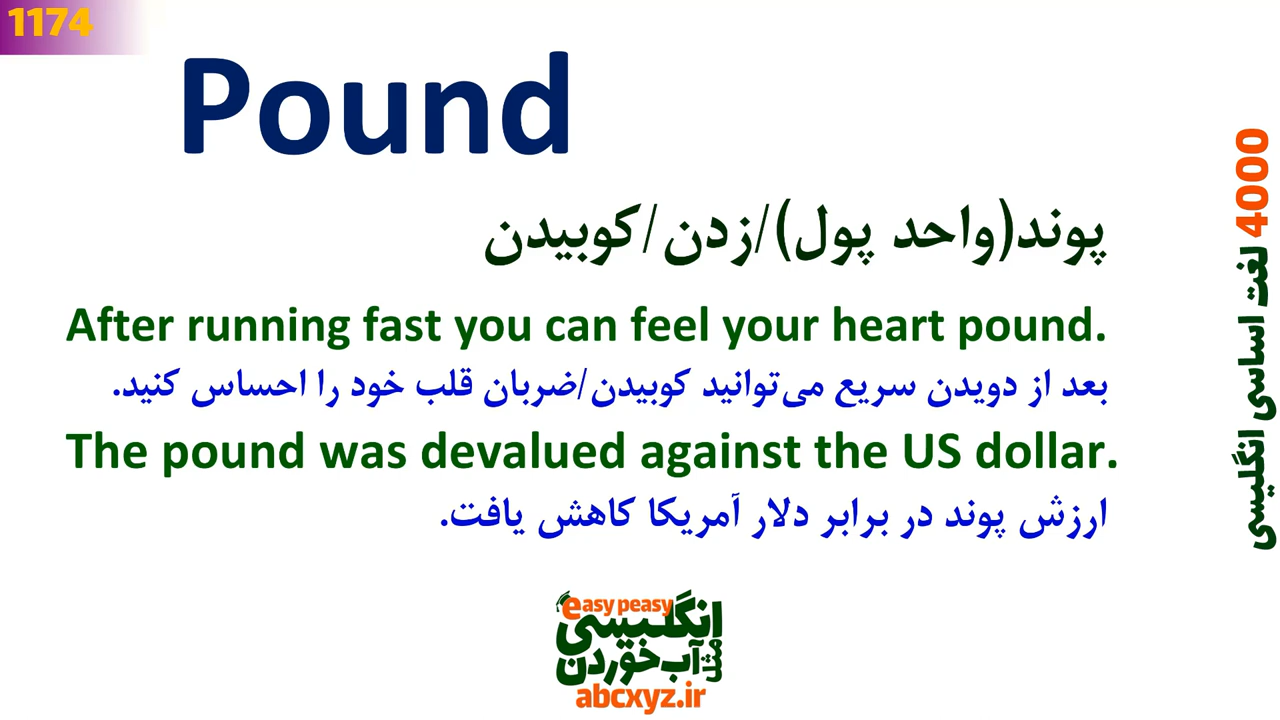 1174
Pound
پوند(واحد پول)/زدن/کوبیدن
After running fast you can feel your heart pound.
بعد از دویدن سریع می‌توانید کوبیدن/ضربان قلب خود را احساس کنید.
The pound was devalued against the US dollar.
ارزش پوند در برابر دلار آمریکا کاهش یافت.
4000 لغت اساسی انگلیسی
easy peasy
انگلیسی
مثل آب خوردن
abcxyz.ir